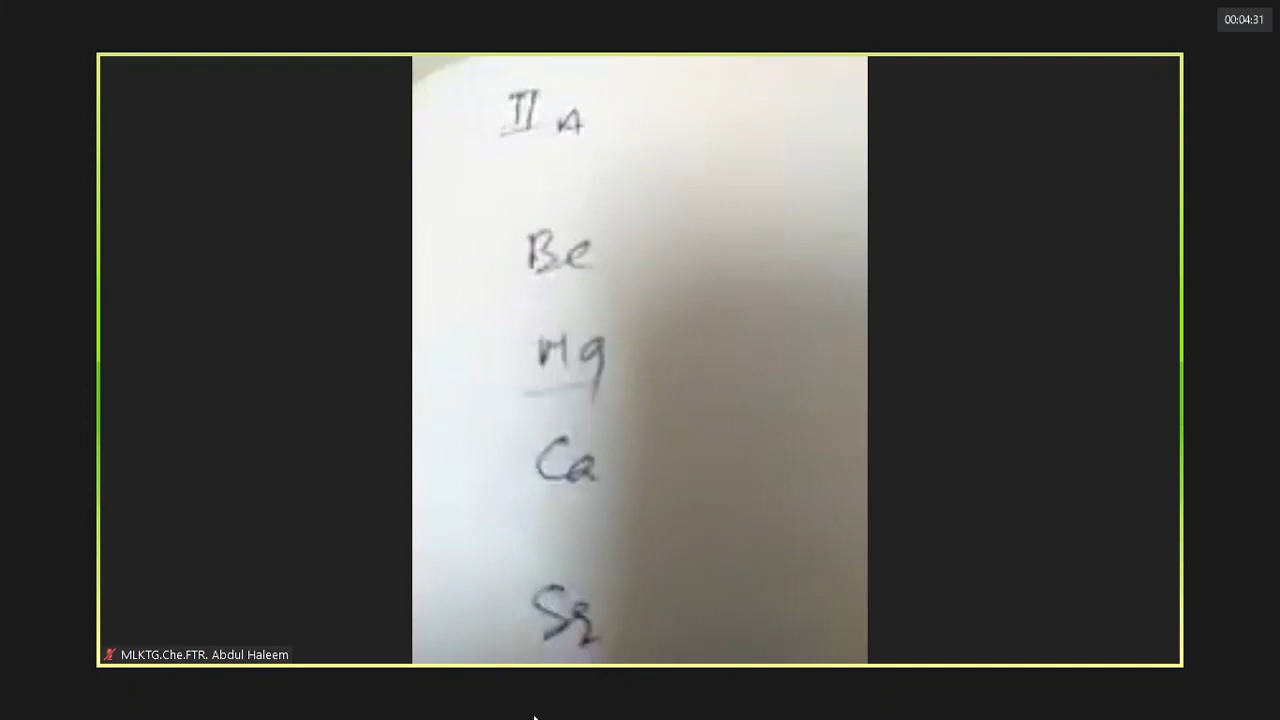 00:04:31
II A
Be
Mg
Ca
Sr
MLKTG.Che.FTR. Abdul Haleem